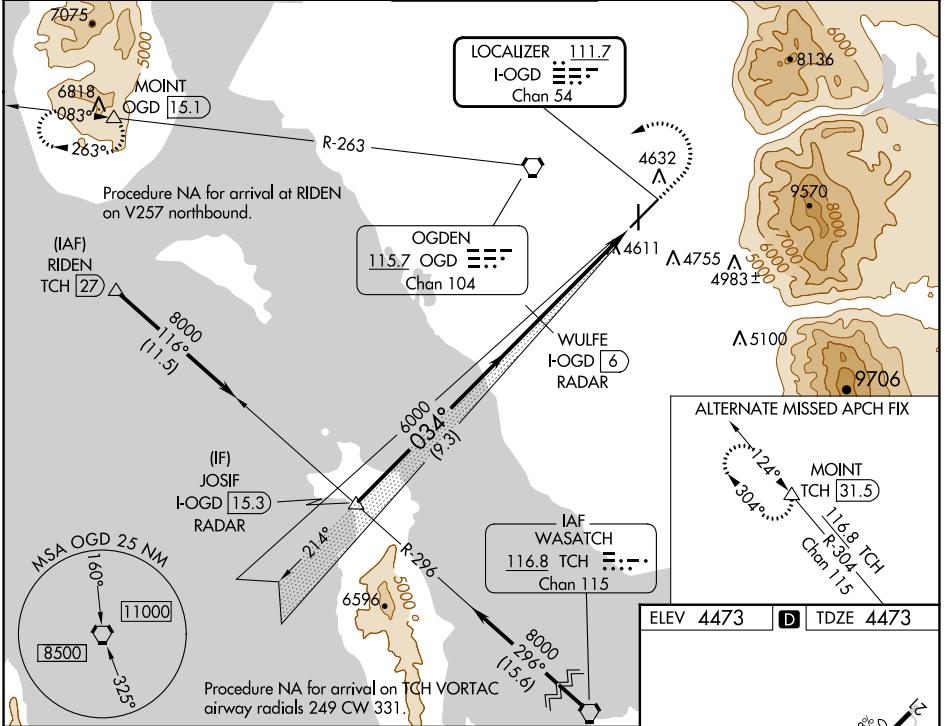 7075
5000
6818
MOINT
OGD 15.1
083°
263°
R-263
LOCALIZER 111.7
I-OGD
Chan 54
6000
8136
4632
9570
8000
6000
5000
Procedure NA for arrival at RIDEN
on V257 northbound.
OGDEN
115.7 OGD
Chan 104
4611
4755
4983±
(IAF)
RIDEN
TCH 27
8000
116°
(11.5)
WULFE
I-OGD 6
RADAR
5100
9706
6000
034°
(9.3)
ALTERNATE MISSED APCH FIX
124°
304°
MOINT
TCH 31.5
116.8 TCH
R-304
Chan 115
(IF)
JOSIF
I-OGD 15.3
RADAR
214°
R-296
IAF
WASATCH
116.8 TCH
Chan 115
MSA OGD 25 NM
160°
11000
8500
325°
6596
5000
8000
296°
(15.6)
Procedure NA for arrival on TCH VORTAC
airway radials 249 CW 331.
ELEV 4473
D
TDZE 4473
21